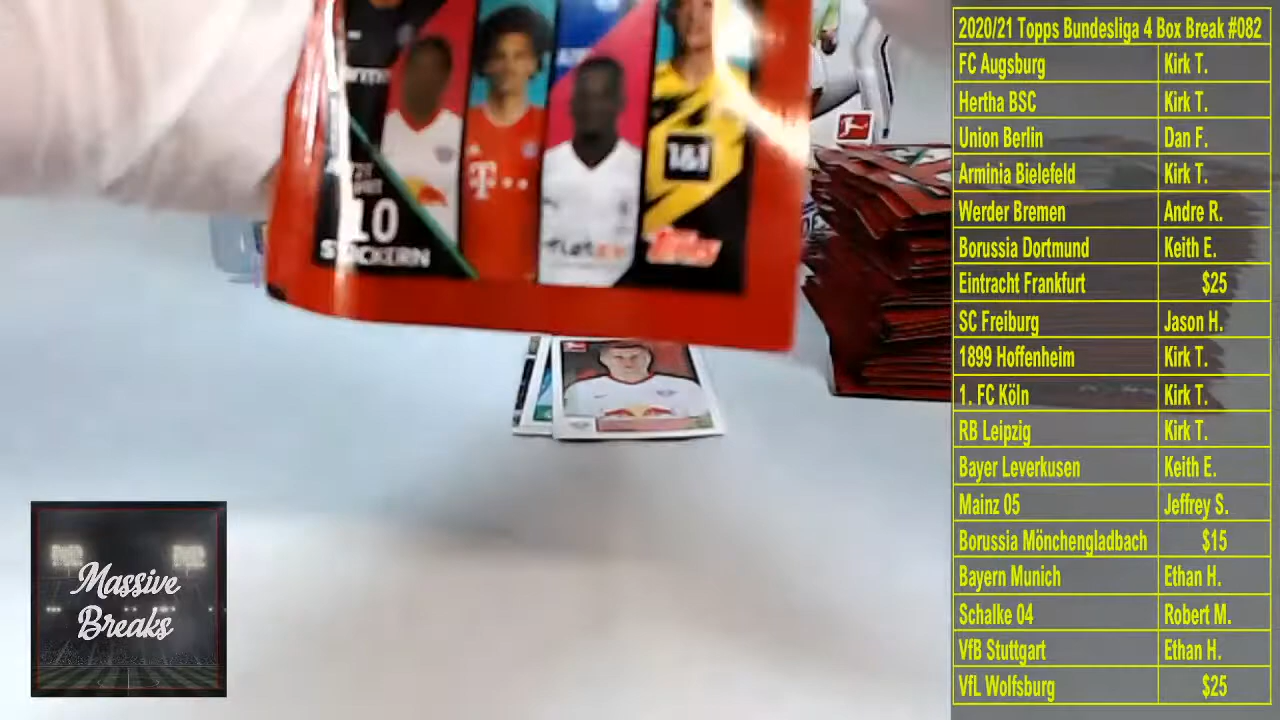 10
STICKERN
T
flatex
1&1
Topps
Massive
Breaks
2020/21 Topps Bundesliga 4 Box Break #082
FC Augsburg Kirk T.
Hertha BSC Kirk T.
Union Berlin Dan F.
Arminia Bielefeld Kirk T.
Werder Bremen Andre R.
Borussia Dortmund Keith E.
Eintracht Frankfurt $25
SC Freiburg Jason H.
1899 Hoffenheim Kirk T.
1. FC Köln Kirk T.
RB Leipzig Kirk T.
Bayer Leverkusen Keith E.
Mainz 05 Jeffrey S.
Borussia Mönchengladbach $15
Bayern Munich Ethan H.
Schalke 04 Robert M.
VfB Stuttgart Ethan H.
VfL Wolfsburg $25